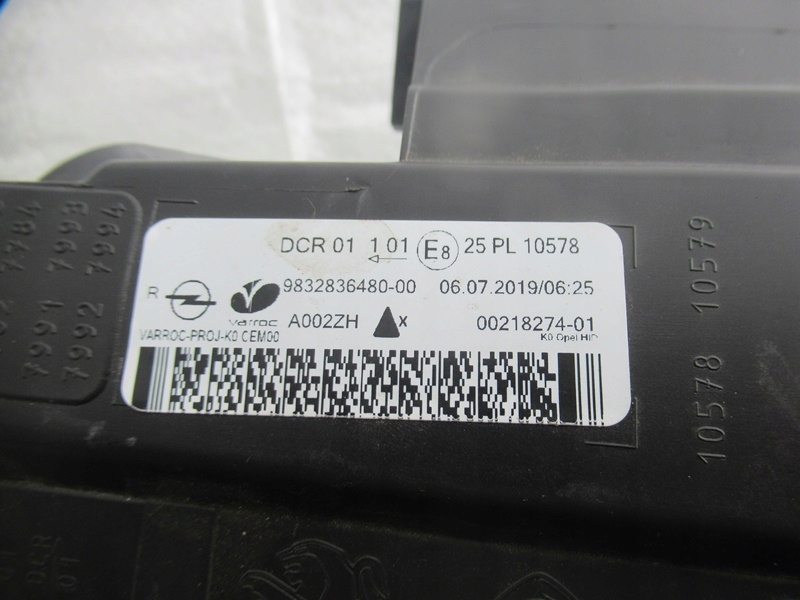 DCR 01 1 01 E8 25 PL 10578
R 9832836480-00 06.07.2019/06:25
varroc A002ZH X 00218274-01
VARROC-PROJ-K0 CEM00 K0 Opel HID
10578 10579
7784 7993
7991 7992 7994
DCR
01